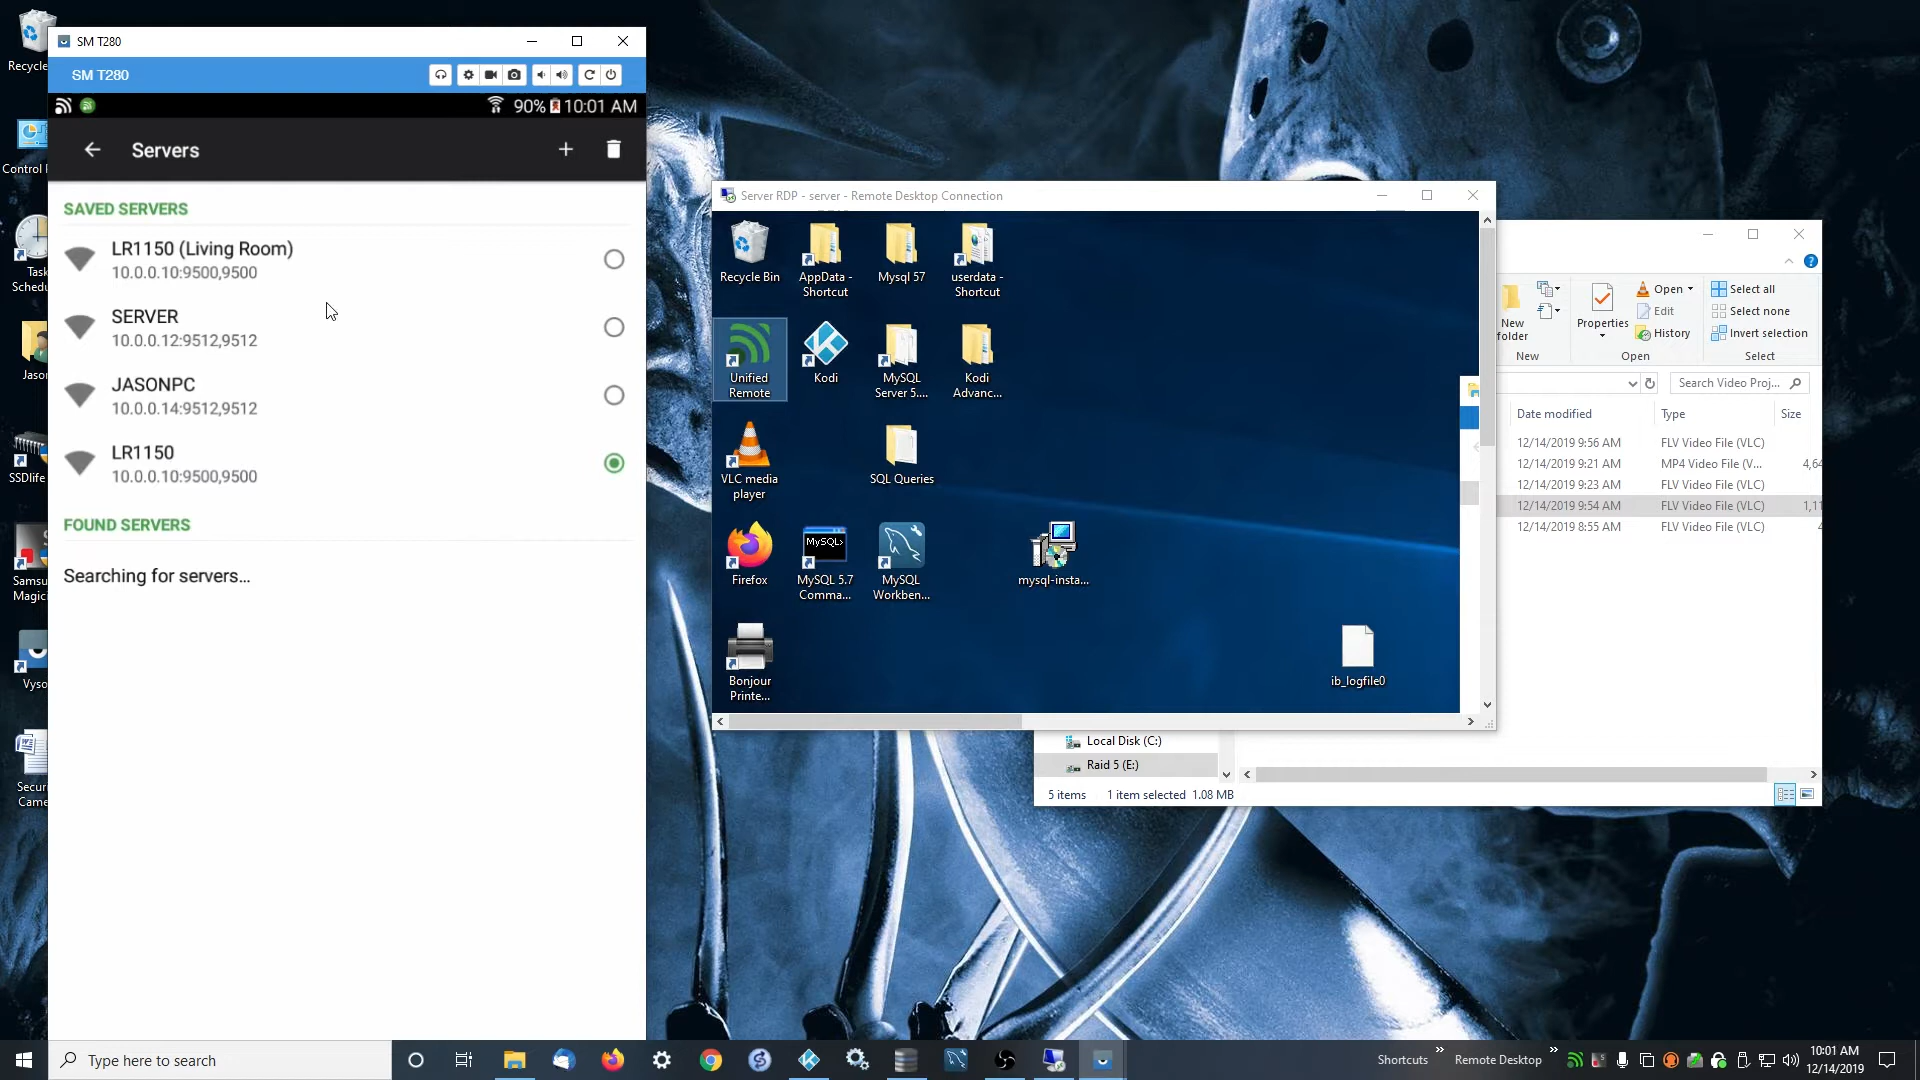 Recycle
Control
Task
Schedu
Jason
SSDlife
Samsu
Magici
Vyso
Secur
Came
SM T280
SM T280
90%
10:01 AM
Servers
SAVED SERVERS
LR1150 (Living Room)
10.0.0.10:9500,9500
SERVER
10.0.0.12:9512,9512
JASONPC
10.0.0.14:9512,9512
LR1150
10.0.0.10:9500,9500
FOUND SERVERS
Searching for servers...
Server RDP - server - Remote Desktop Connection
Recycle Bin
AppData -
Shortcut
Mysql 57
userdata -
Shortcut
Unified
Remote
Kodi
MySQL
Server 5....
Kodi
Advanc...
VLC media
player
SQL Queries
Firefox
MySQL>
MySQL 5.7
Comma...
MySQL
Workben...
mysql-insta...
Bonjour
Printe...
ib_logfile0
New
folder
New
Properties
Open
Edit
History
Open
Select all
Select none
Invert selection
Select
Search Video Proj...
Date modified
Type
Size
12/14/2019 9:56 AM
FLV Video File (VLC)
12/14/2019 9:21 AM
MP4 Video File (V...
4,64
12/14/2019 9:23 AM
FLV Video File (VLC)
12/14/2019 9:54 AM
FLV Video File (VLC)
1,11
12/14/2019 8:55 AM
FLV Video File (VLC)
Local Disk (C:)
Raid 5 (E:)
5 items
1 item selected 1.08 MB
Type here to search
Shortcuts
Remote Desktop
10:01 AM
12/14/2019